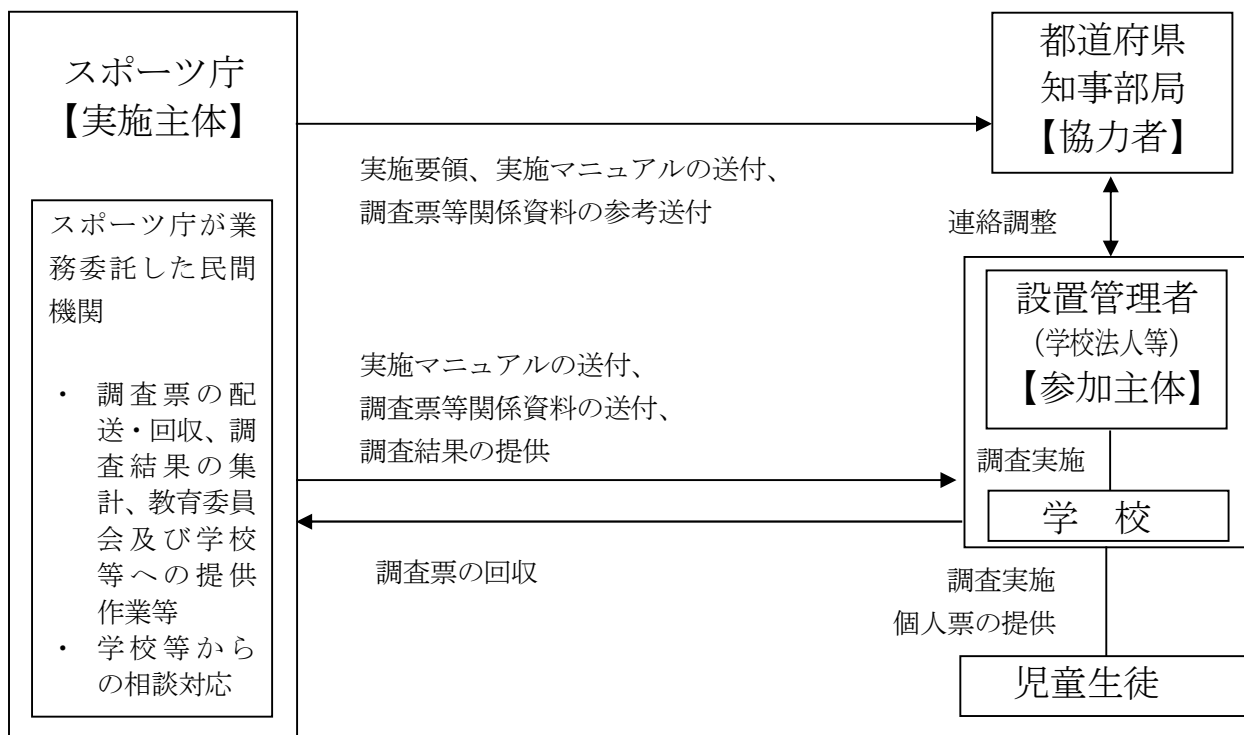 スポーツ庁
【実施主体】
スポーツ庁が業
務委託した民間
機関
・ 調査票の配
送・回収、調
査結果の集
計、教育委員
会及び学校
等への提供
作業等
・ 学校等から
の相談対応
実施要領、実施マニュアルの送付、
調査票等関係資料の参考送付
実施マニュアルの送付、
調査票等関係資料の送付、
調査結果の提供
調査票の回収
都道府県
知事部局
【協力者】
連絡調整
設置管理者
(学校法人等)
【参加主体】
調査実施
学 校
調査実施
個人票の提供
児童生徒